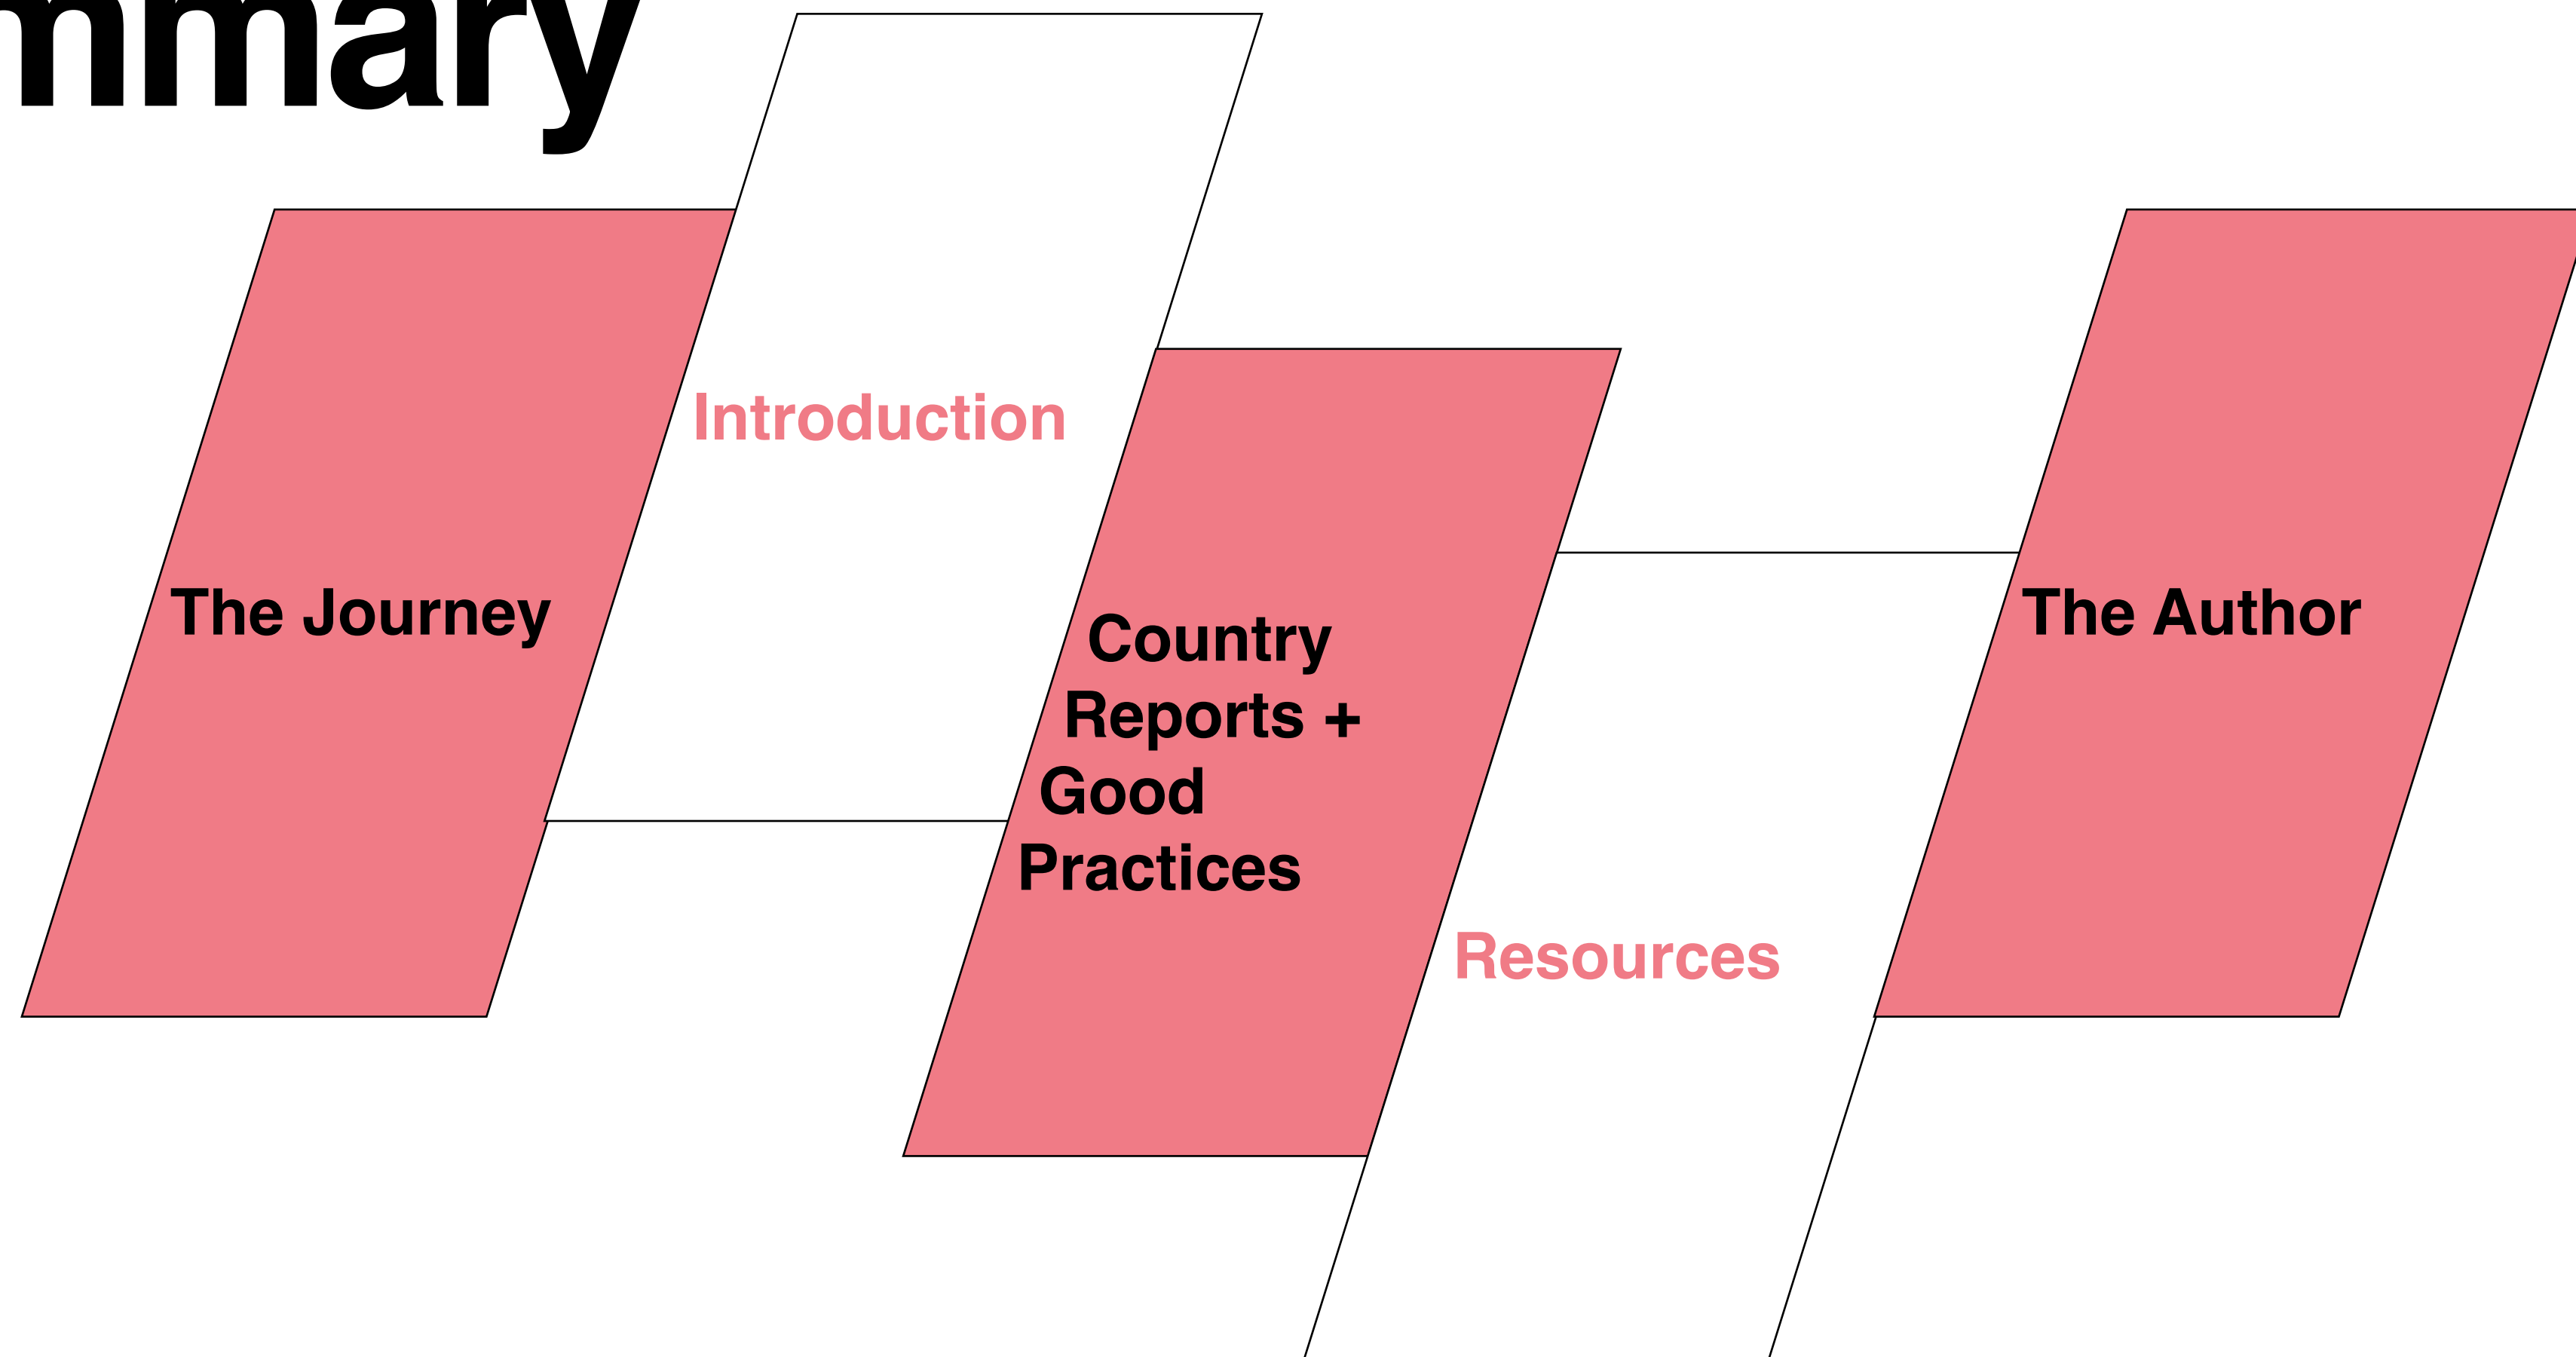 mmary
The Journey
Introduction
Country
Reports +
Good
Practices
Resources
The Author